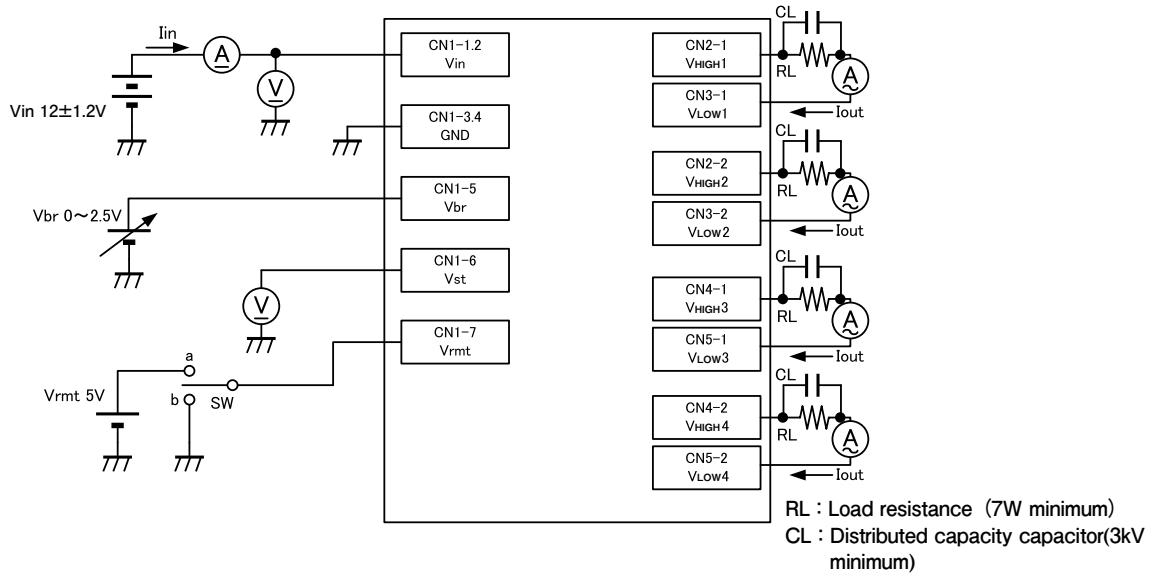 Iin
A
V
Vin 12±1.2V
CN1-1.2
Vin
CN1-3.4
GND
Vbr 0～2.5V
CN1-5
Vbr
CN1-6
Vst
V
CN1-7
Vrmt
Vrmt 5V
a
b
SW
CN2-1
VHIGH1
CN3-1
VLOW1
CL
RL
A
Iout
CN2-2
VHIGH2
CN3-2
VLOW2
CL
RL
A
Iout
CN4-1
VHIGH3
CN5-1
VLOW3
CL
RL
A
Iout
CN4-2
VHIGH4
CN5-2
VLOW4
CL
RL
A
Iout
RL：Load resistance（7W minimum）
CL：Distributed capacity capacitor(3kV
minimum)